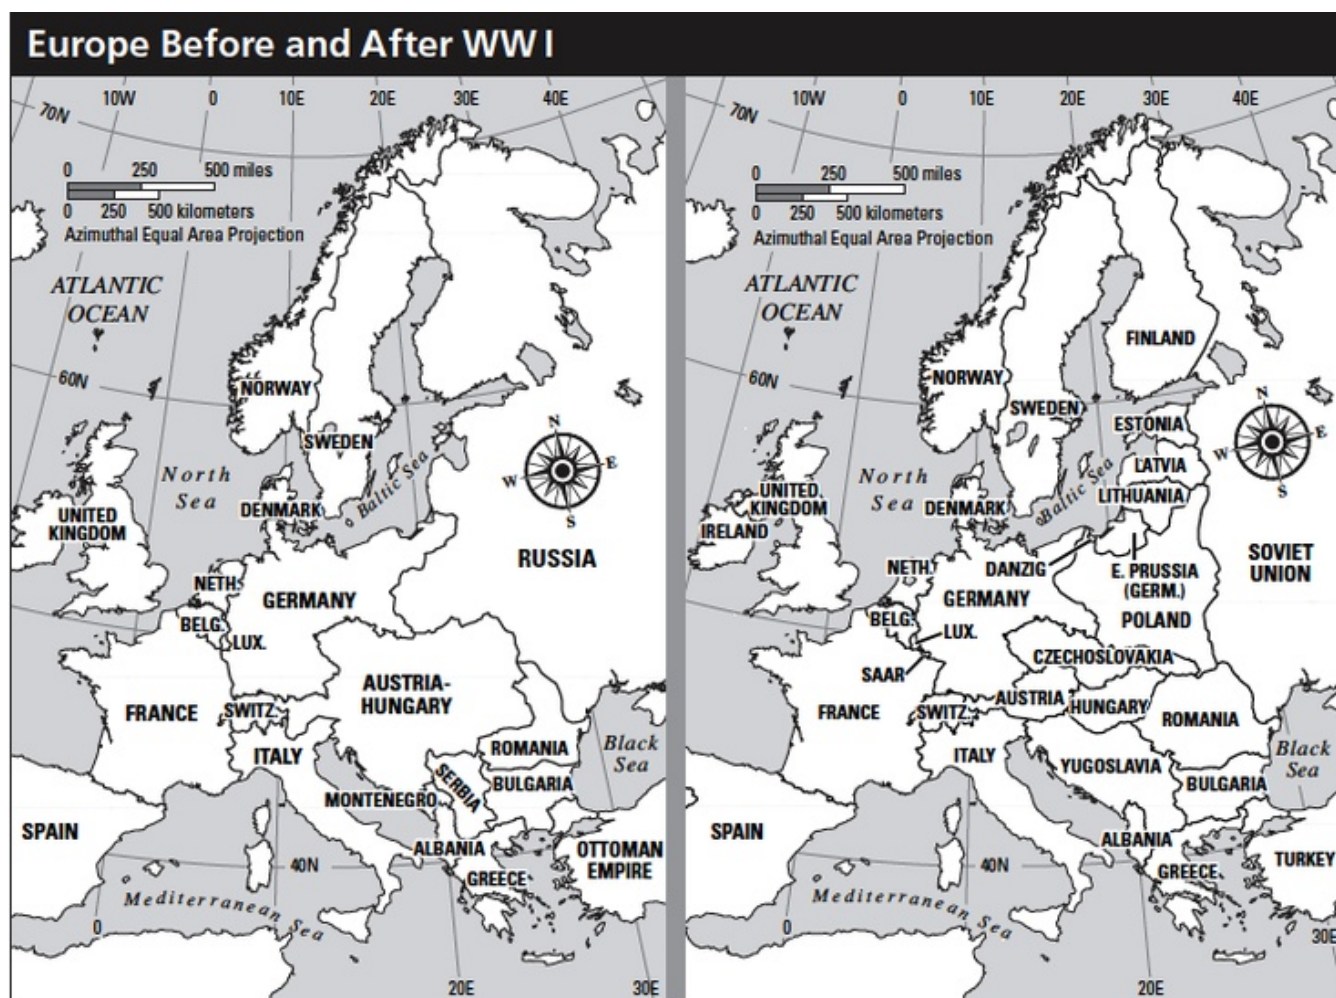 Europe Before and After WW I
70N
10W
0
10E
20E
30E
40E
0 250 500 miles
0 250 500 kilometers
Azimuthal Equal Area Projection
ATLANTIC
OCEAN
60N
NORWAY
SWEDEN
North
Sea
Baltic Sea
DENMARK
UNITED
KINGDOM
N
E
S
W
RUSSIA
NETH.
GERMANY
BELG.
LUX.
AUSTRIA-
HUNGARY
FRANCE
SWITZ.
ITALY
ROMANIA
Black
Sea
SERBIA
BULGARIA
MONTENEGRO
SPAIN
ALBANIA
OTTOMAN
EMPIRE
GREECE
40N
Mediterranean Sea
0
20E
30E
70N
10W
0
10E
20E
30E
40E
0 250 500 miles
0 250 500 kilometers
Azimuthal Equal Area Projection
ATLANTIC
OCEAN
60N
FINLAND
NORWAY
SWEDEN
ESTONIA
North
Sea
Baltic Sea
LATVIA
LITHUANIA
DENMARK
UNITED
KINGDOM
IRELAND
N
E
S
W
SOVIET
UNION
NETH.
DANZIG
E. PRUSSIA
(GERM.)
GERMANY
POLAND
BELG.
LUX.
CZECHOSLOVAKIA
SAAR
AUSTRIA
HUNGARY
FRANCE
SWITZ.
ROMANIA
ITALY
YUGOSLAVIA
Black
Sea
BULGARIA
SPAIN
ALBANIA
TURKEY
GREECE
40N
Mediterranean Sea
0
20E
30E